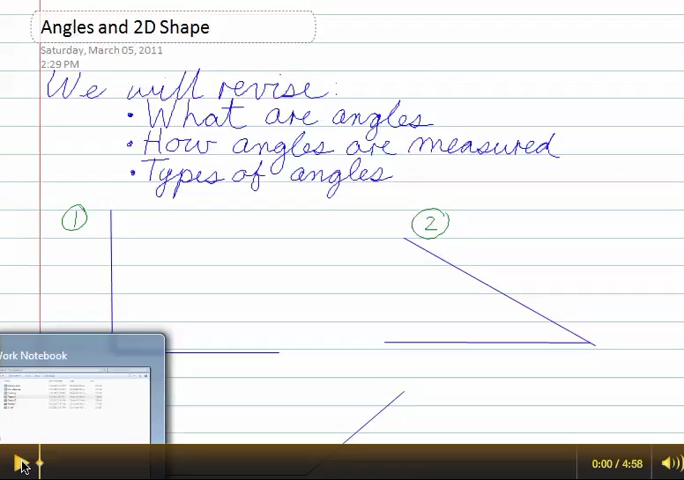 Angles and 2D Shape
Saturday, March 05, 2011
2:29 PM
We will revise:
• What are angles
• How angles are measured
• Types of angles
1
2
Work Notebook
0:00 / 4:58